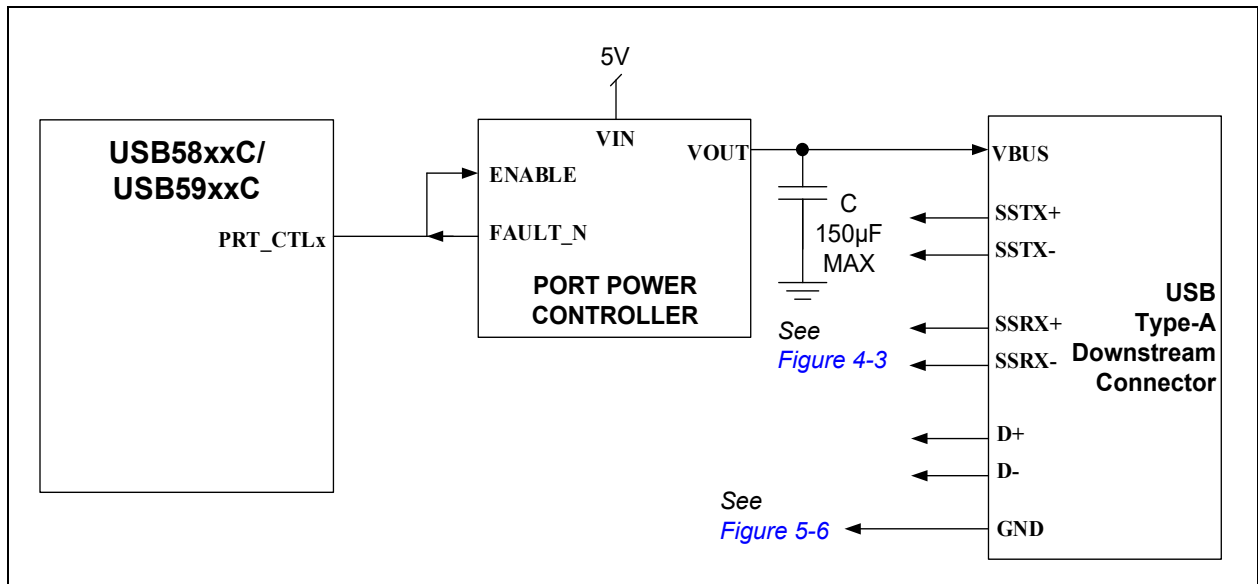 USB58xxC/
USB59xxC
PRT_CTLx
5V
VIN
VOUT
ENABLE
FAULT_N
PORT POWER
CONTROLLER
C
150µF
MAX
See
Figure 4-3
See
Figure 5-6
VBUS
SSTX+
SSTX-
SSRX+
SSRX-
D+
D-
GND
USB
Type-A
Downstream
Connector